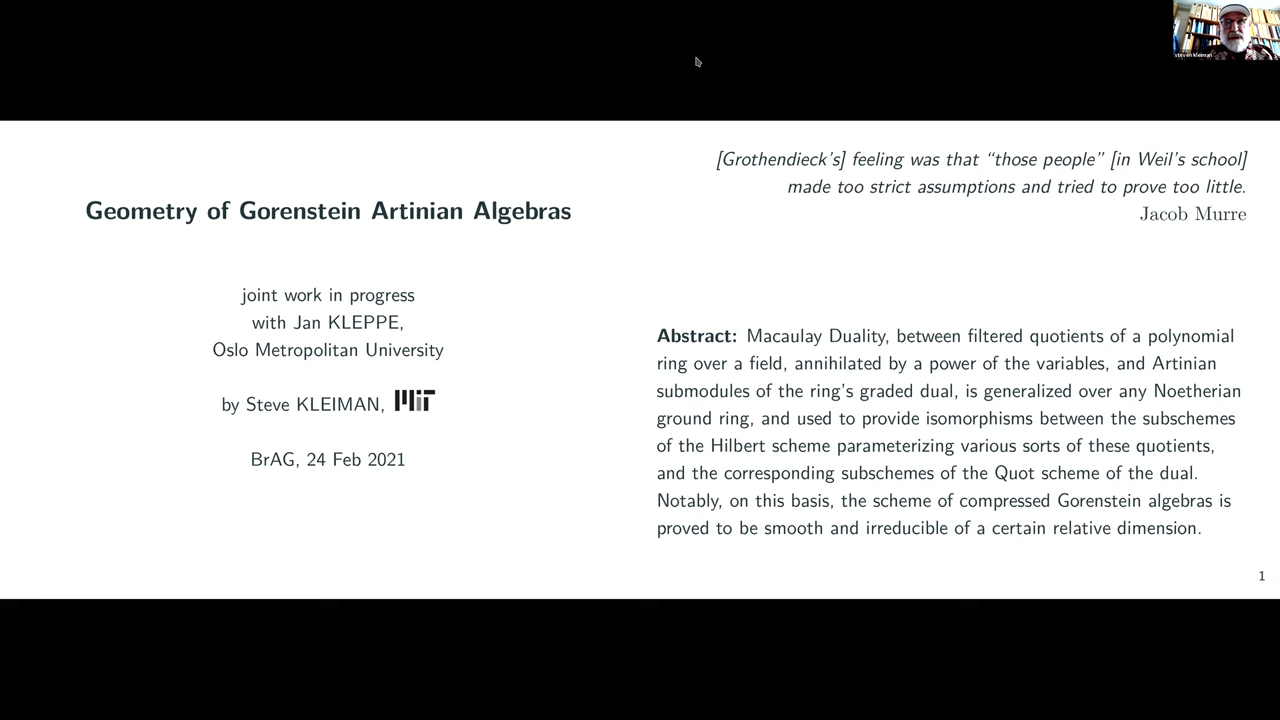 steven kleiman
Geometry of Gorenstein Artinian Algebras
joint work in progress
with Jan KLEPPE,
Oslo Metropolitan University
by Steve KLEIMAN, MiT
BrAG, 24 Feb 2021
[Grothendieck's] feeling was that “those people” [in Weil's school]
made too strict assumptions and tried to prove too little.
Jacob Murre
Abstract: Macaulay Duality, between filtered quotients of a polynomial
ring over a field, annihilated by a power of the variables, and Artinian
submodules of the ring's graded dual, is generalized over any Noetherian
ground ring, and used to provide isomorphisms between the subschemes
of the Hilbert scheme parameterizing various sorts of these quotients,
and the corresponding subschemes of the Quot scheme of the dual.
Notably, on this basis, the scheme of compressed Gorenstein algebras is
proved to be smooth and irreducible of a certain relative dimension.
1